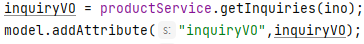 inquiryVO = productService.getInquiries(ino);
model.addAttribute( s: "inquiryVO",inquiryVO);